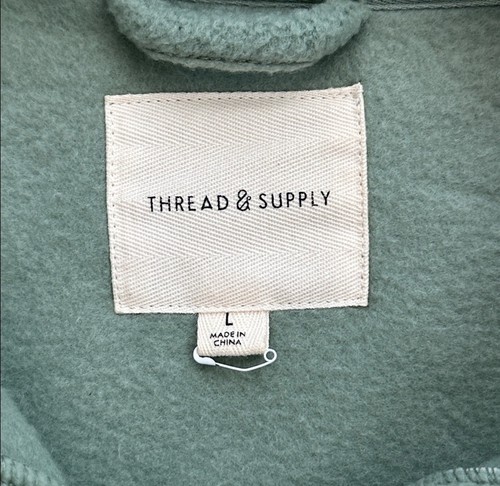 THREAD & SUPPLY
L
MADE IN
CHINA